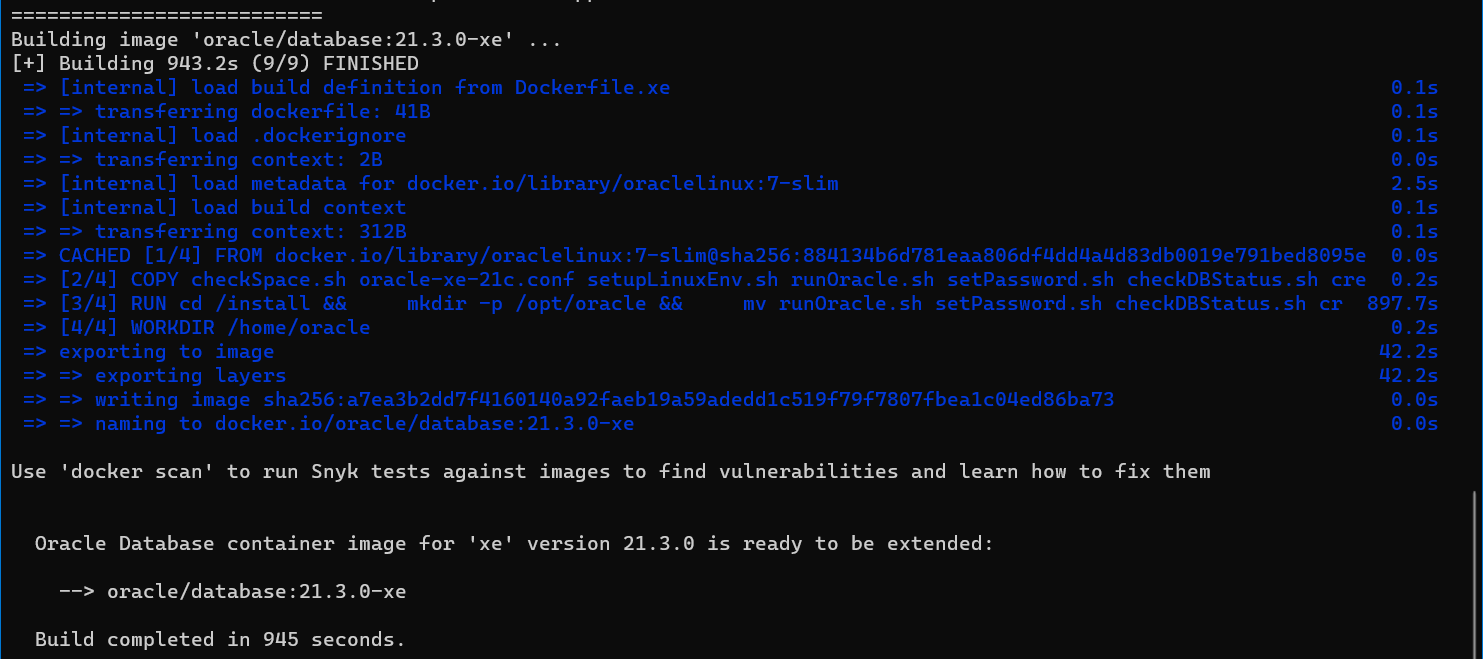 ==========================
Building image 'oracle/database:21.3.0-xe' ...
[+] Building 943.2s (9/9) FINISHED
=> [internal] load build definition from Dockerfile.xe 0.1s
=> => transferring dockerfile: 41B 0.1s
=> [internal] load .dockerignore 0.1s
=> => transferring context: 2B 0.0s
=> [internal] load metadata for docker.io/library/oraclelinux:7-slim 2.5s
=> [internal] load build context 0.1s
=> => transferring context: 312B 0.1s
=> CACHED [1/4] FROM docker.io/library/oraclelinux:7-slim@sha256:884134b6d781eaa806df4dd4a4d83db0019e791bed8095e 0.0s
=> [2/4] COPY checkSpace.sh oracle-xe-21c.conf setupLinuxEnv.sh runOracle.sh setPassword.sh checkDBStatus.sh cre 0.2s
=> [3/4] RUN cd /install &&     mkdir -p /opt/oracle &&     mv runOracle.sh setPassword.sh checkDBStatus.sh cr 897.7s
=> [4/4] WORKDIR /home/oracle 0.2s
=> exporting to image 42.2s
=> => exporting layers 42.2s
=> => writing image sha256:a7ea3b2dd7f4160140a92faeb19a59adedd1c519f79f7807fbea1c04ed86ba73 0.0s
=> => naming to docker.io/oracle/database:21.3.0-xe 0.0s
Use 'docker scan' to run Snyk tests against images to find vulnerabilities and learn how to fix them
Oracle Database container image for 'xe' version 21.3.0 is ready to be extended:
--> oracle/database:21.3.0-xe
Build completed in 945 seconds.